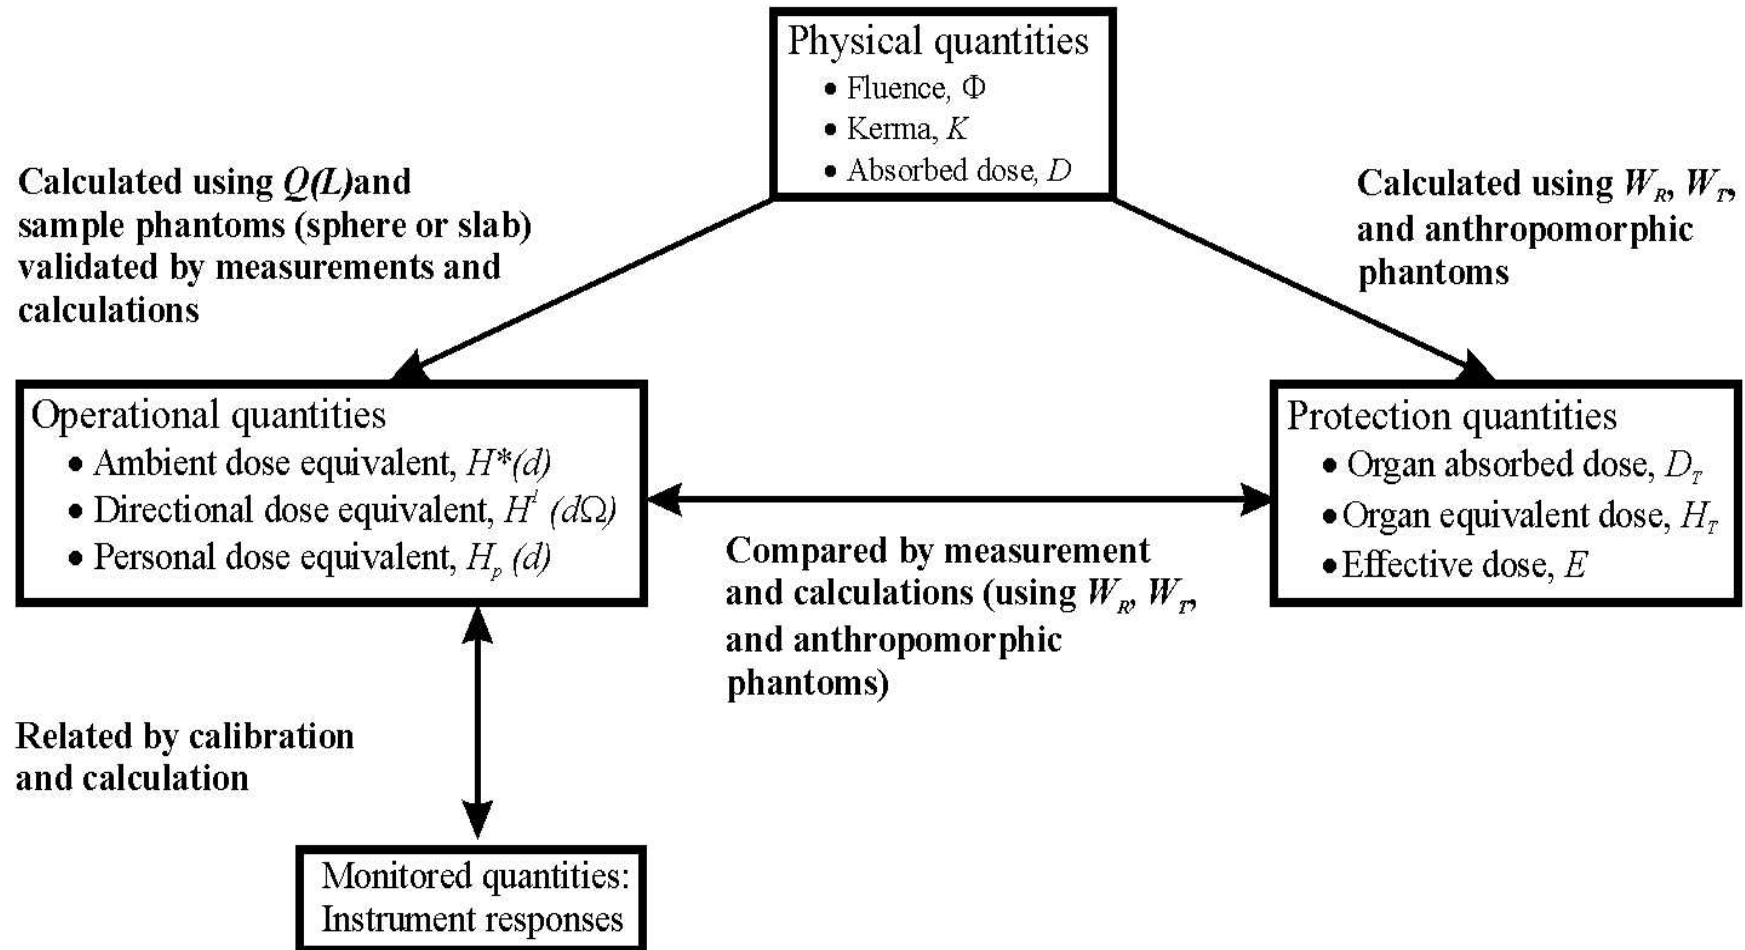 Physical quantities
• Fluence, Φ
• Kerma, K
• Absorbed dose, D
Calculated using Q(L)and
sample phantoms (sphere or slab)
validated by measurements and
calculations
Calculated using W_R, W_T,
and anthropomorphic
phantoms
Operational quantities
• Ambient dose equivalent, H*(d)
• Directional dose equivalent, H^l (dΩ)
• Personal dose equivalent, H_p (d)
Protection quantities
• Organ absorbed dose, D_T
• Organ equivalent dose, H_T
• Effective dose, E
Compared by measurement
and calculations (using W_R, W_T,
and anthropomorphic
phantoms)
Related by calibration
and calculation
Monitored quantities:
Instrument responses